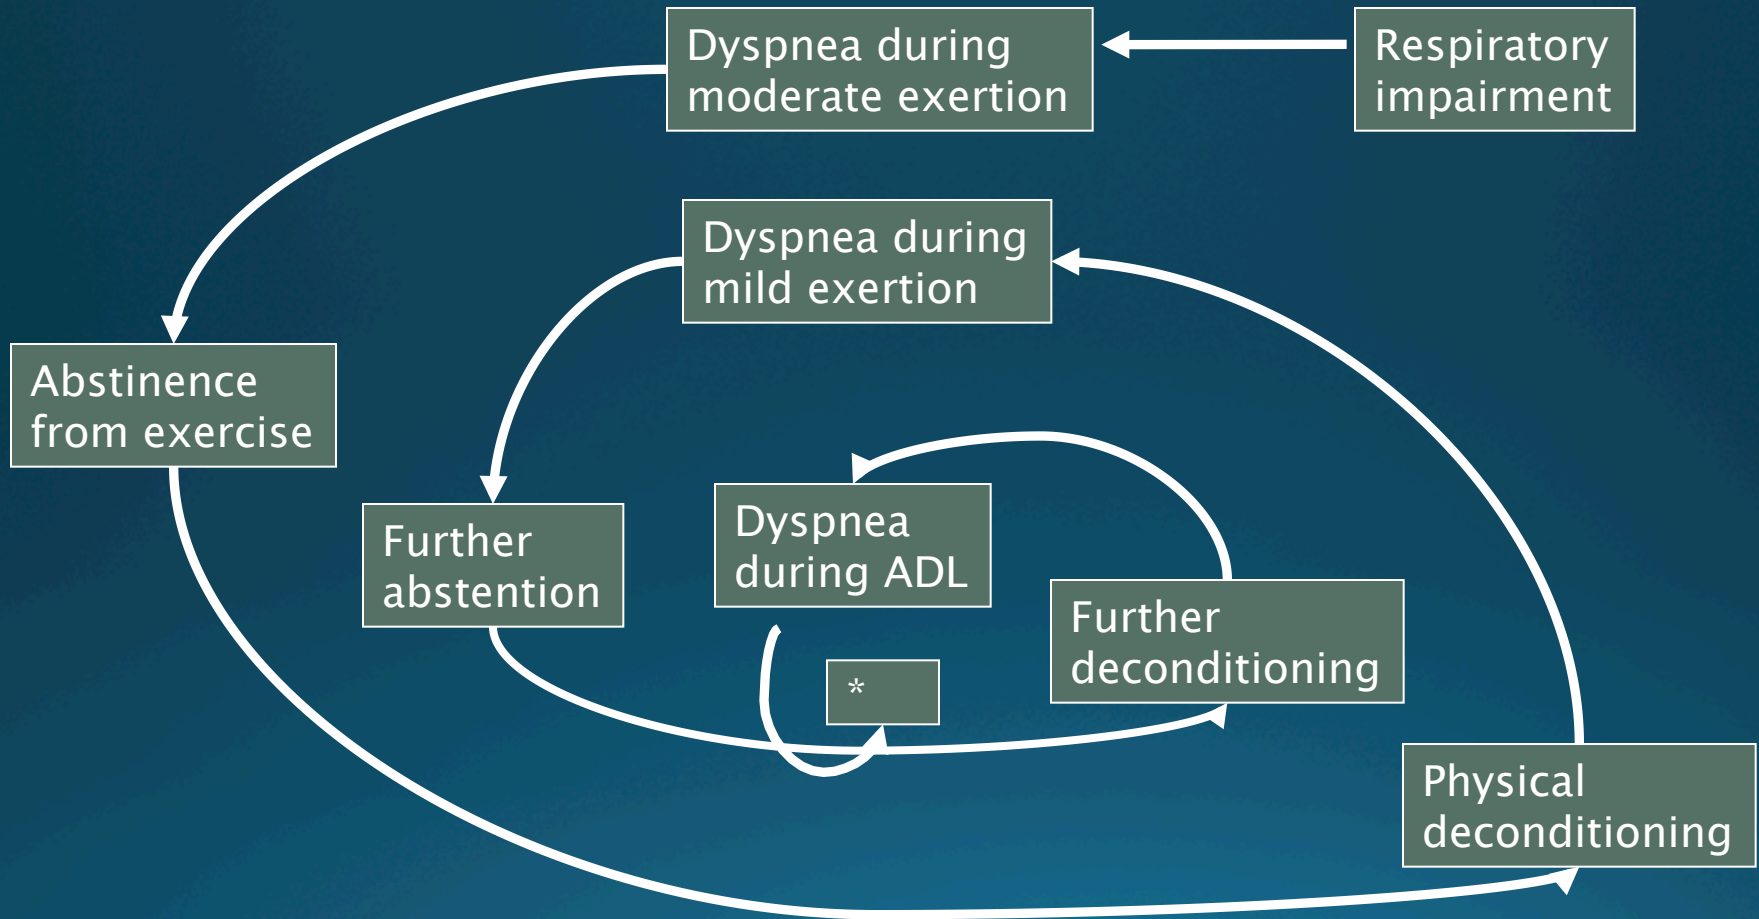 Dyspnea during
moderate exertion
Respiratory
impairment
Dyspnea during
mild exertion
Abstinence
from exercise
Further
abstention
Dyspnea
during ADL
Further
deconditioning
*
Physical
deconditioning